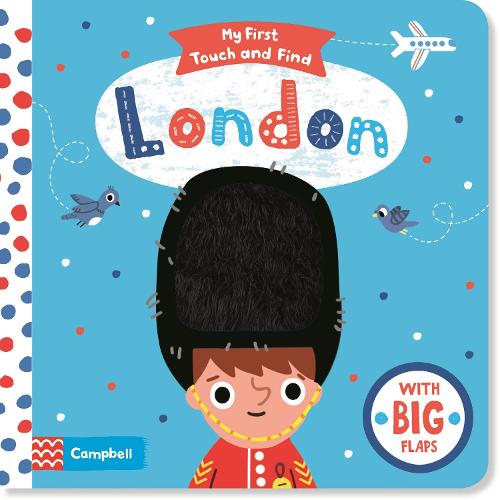 My First
Touch and Find
London
WITH
BIG
FLAPS
Campbell